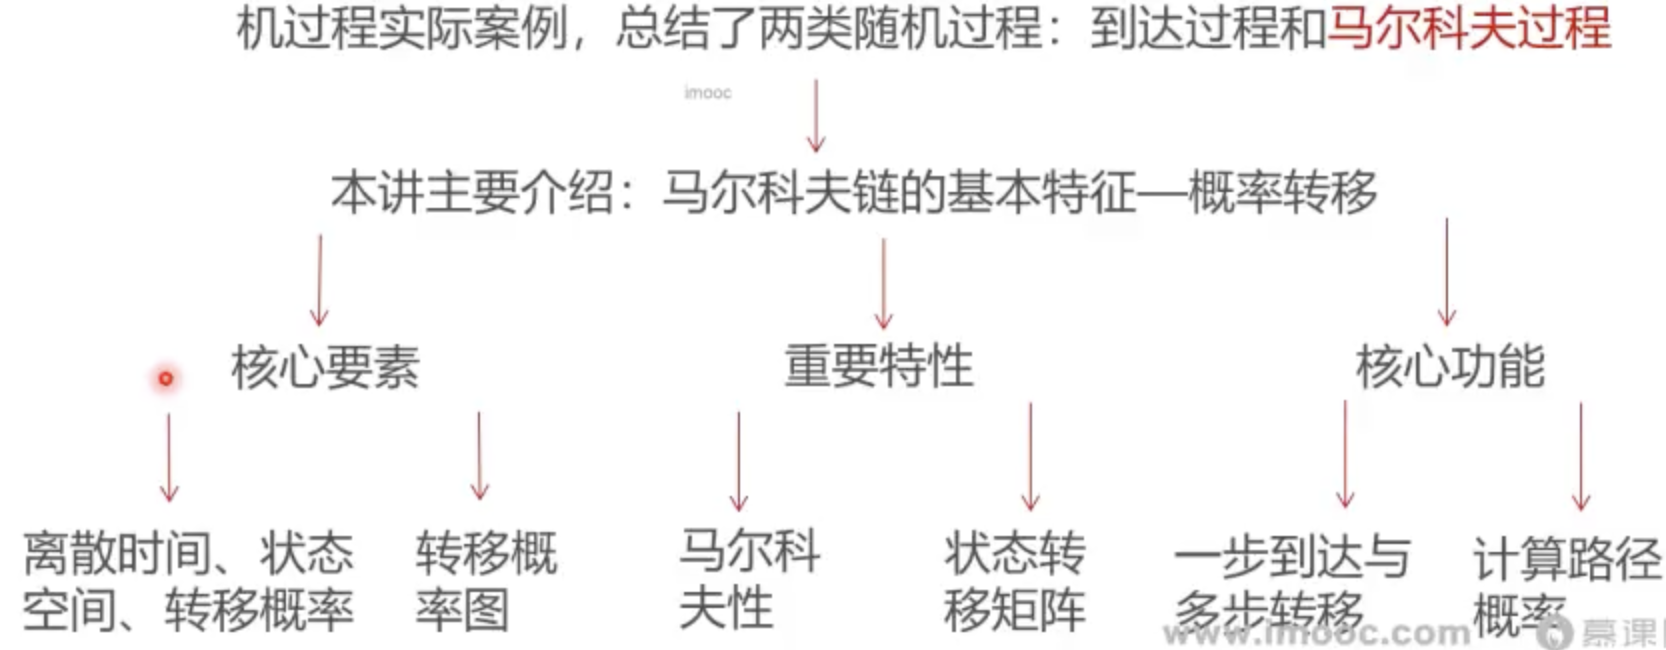 机过程实际案例，总结了两类随机过程：到达过程和马尔科夫过程
imooc
本讲主要介绍：马尔科夫链的基本特征—概率转移
核心要素
重要特性
核心功能
离散时间、状态
空间、转移概率
转移概
率图
马尔科
夫性
状态转
移矩阵
一步到达与
多步转移
计算路径
概率
www.imooc.com
慕课